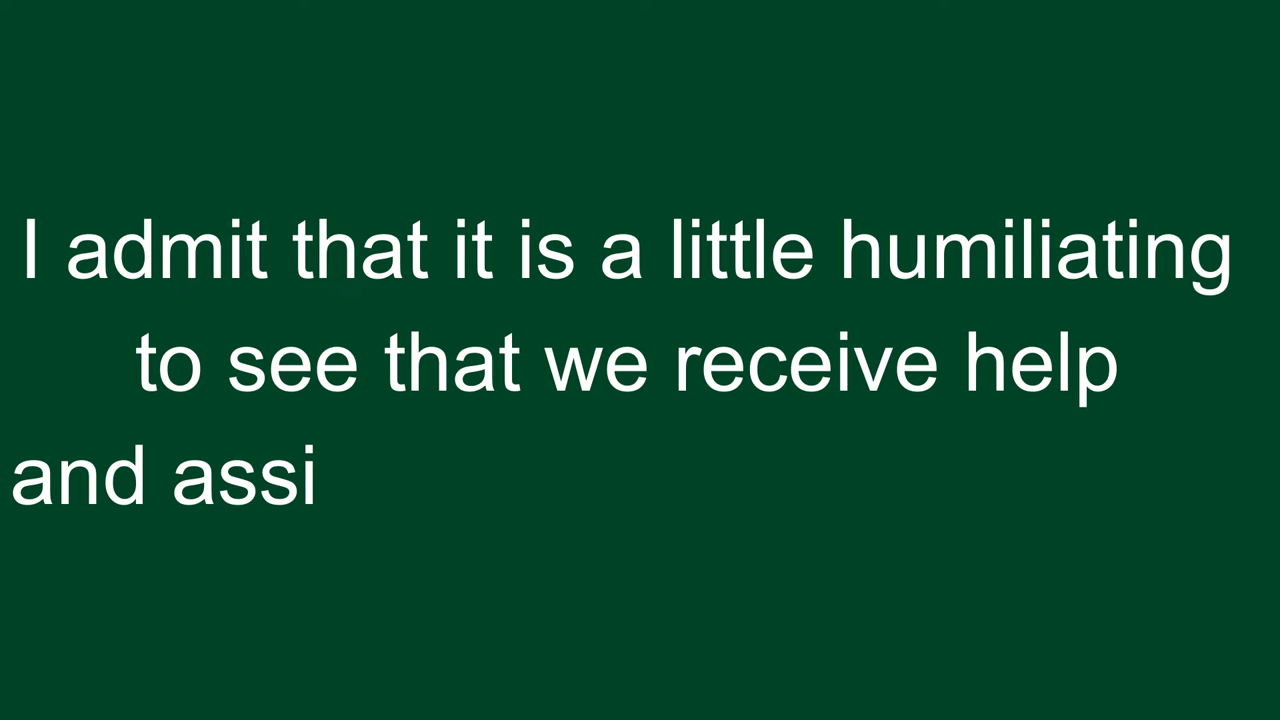 I admit that it is a little humiliating
to see that we receive help
and assi